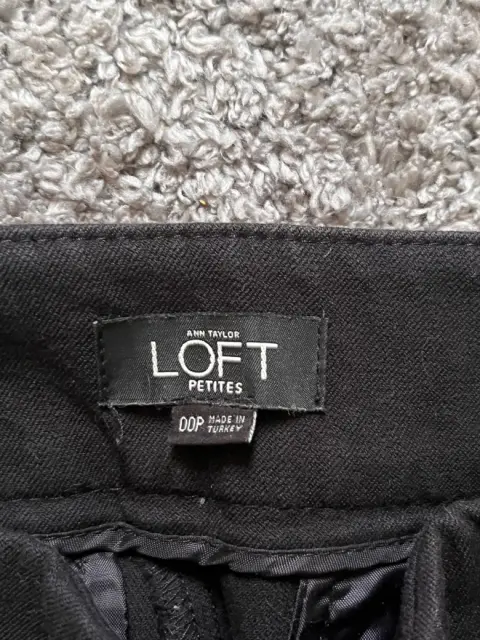 ANN TAYLOR
LOFT
PETITES
00P MADE IN
TURKEY